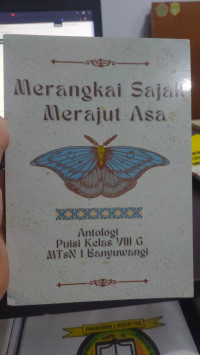 Merangkai Sajak
Merajut Asa
Antologi
Puisi Kelas VIII G
MTsN 1 Banyuwangi